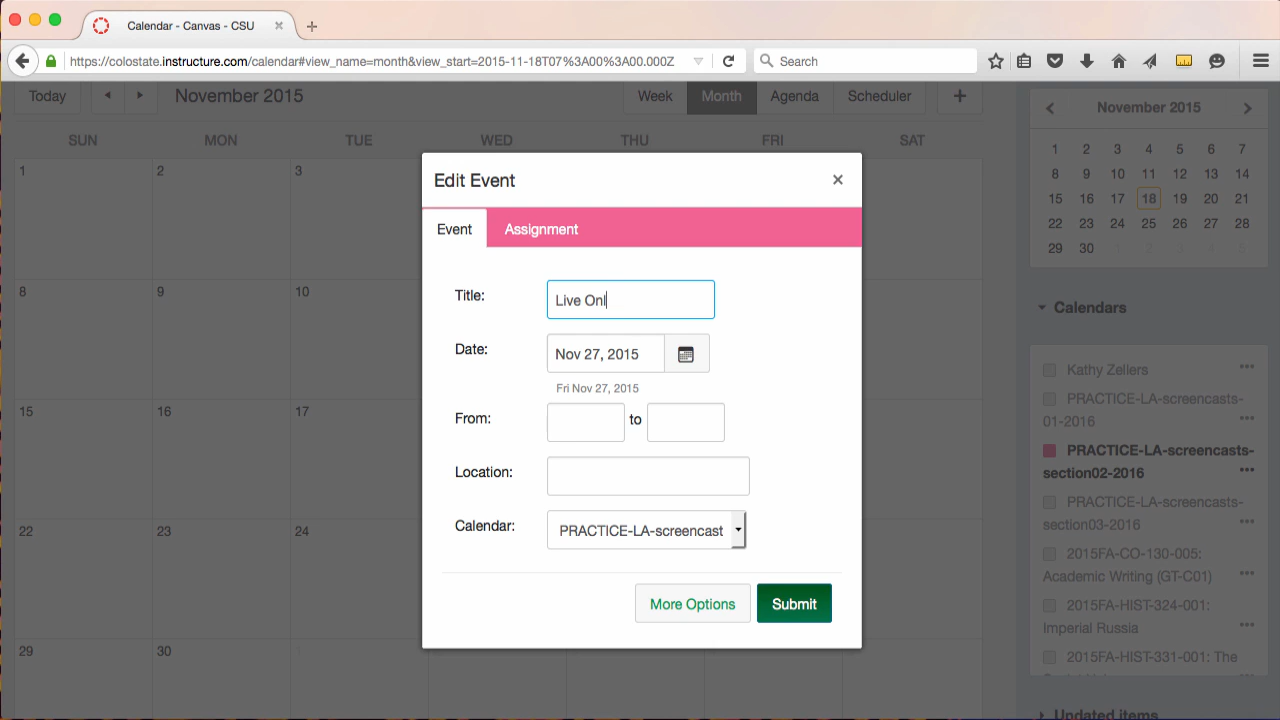 Calendar - Canvas - CSU
https://colostate.instructure.com/calendar#view_name=month&view_start=2015-11-18T07%3A00%3A00.000Z
Search
Today
November 2015
Week
Month
Agenda
Scheduler
+
SUN MON TUE WED THU FRI SAT
1 2 3
8 9 10
15 16 17
22 23 24
29 30 1
Edit Event
Event
Assignment
Title:
Live Onl
Date:
Nov 27, 2015
Fri Nov 27, 2015
From:
to
Location:
Calendar:
PRACTICE-LA-screencast
More Options
Submit
November 2015
1 2 3 4 5 6 7
8 9 10 11 12 13 14
15 16 17 18 19 20 21
22 23 24 25 26 27 28
29 30 1 2 3 4 5
Calendars
Kathy Zellers
PRACTICE-LA-screencasts-
01-2016
PRACTICE-LA-screencasts-
section02-2016
PRACTICE-LA-screencasts-
section03-2016
2015FA-CO-130-005:
Academic Writing (GT-C01)
2015FA-HIST-324-001:
Imperial Russia
2015FA-HIST-331-001: The
Updated items